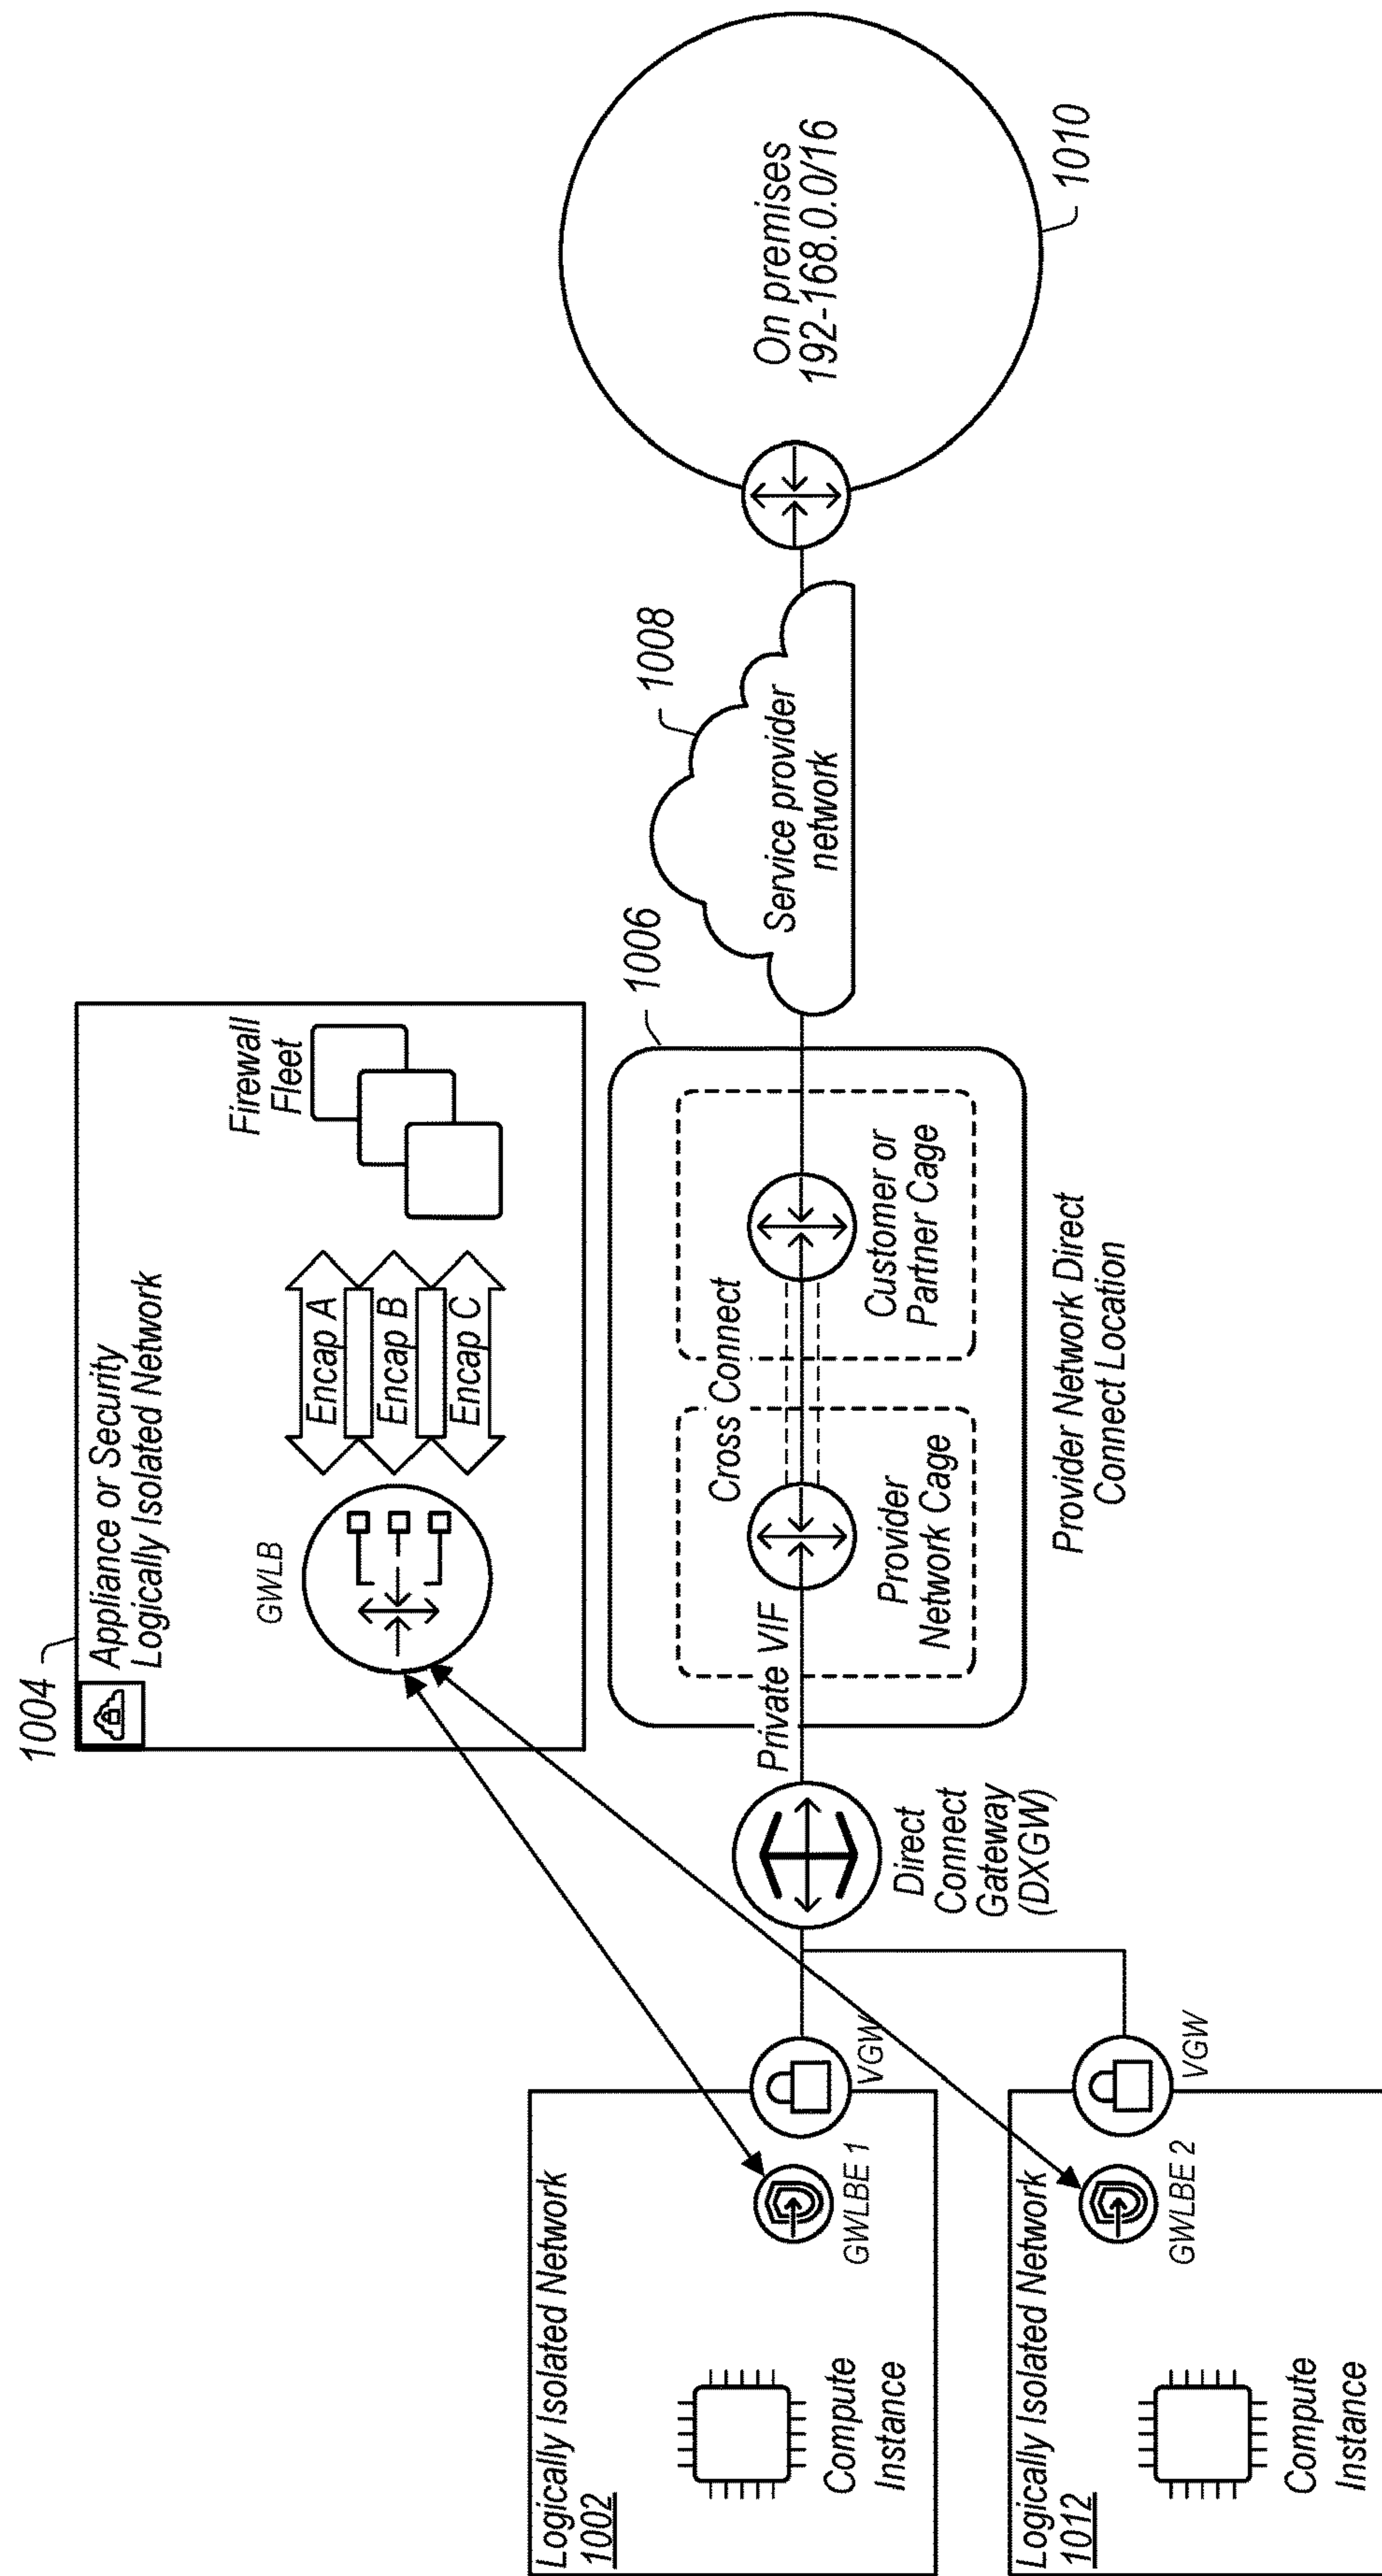 1004
Appliance or Security
Logically Isolated Network
GWLB
Encap A
Encap B
Encap C
Firewall
Fleet
Logically Isolated Network
1002
Compute
Instance
GWLBE 1
VGW
Logically Isolated Network
1012
Compute
Instance
GWLBE 2
VGW
Direct
Connect
Gateway
(DXGW)
Private VIF
1006
Cross Connect
Provider
Network Cage
Customer or
Partner Cage
Provider Network Direct
Connect Location
1008
Service provider
network
On premises
192-168.0.0/16
1010